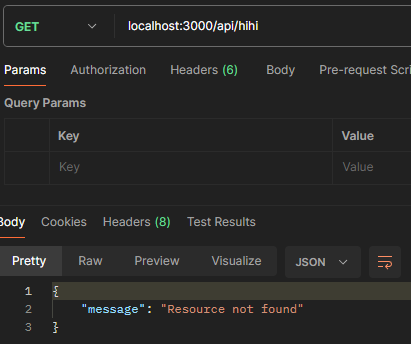 GET localhost:3000/api/hihi
Params Authorization Headers (6) Body Pre-request Scri
Query Params
Key Value
Key Value
Body Cookies Headers (8) Test Results
Pretty Raw Preview Visualize JSON
1 {
2 "message": "Resource not found"
3 }